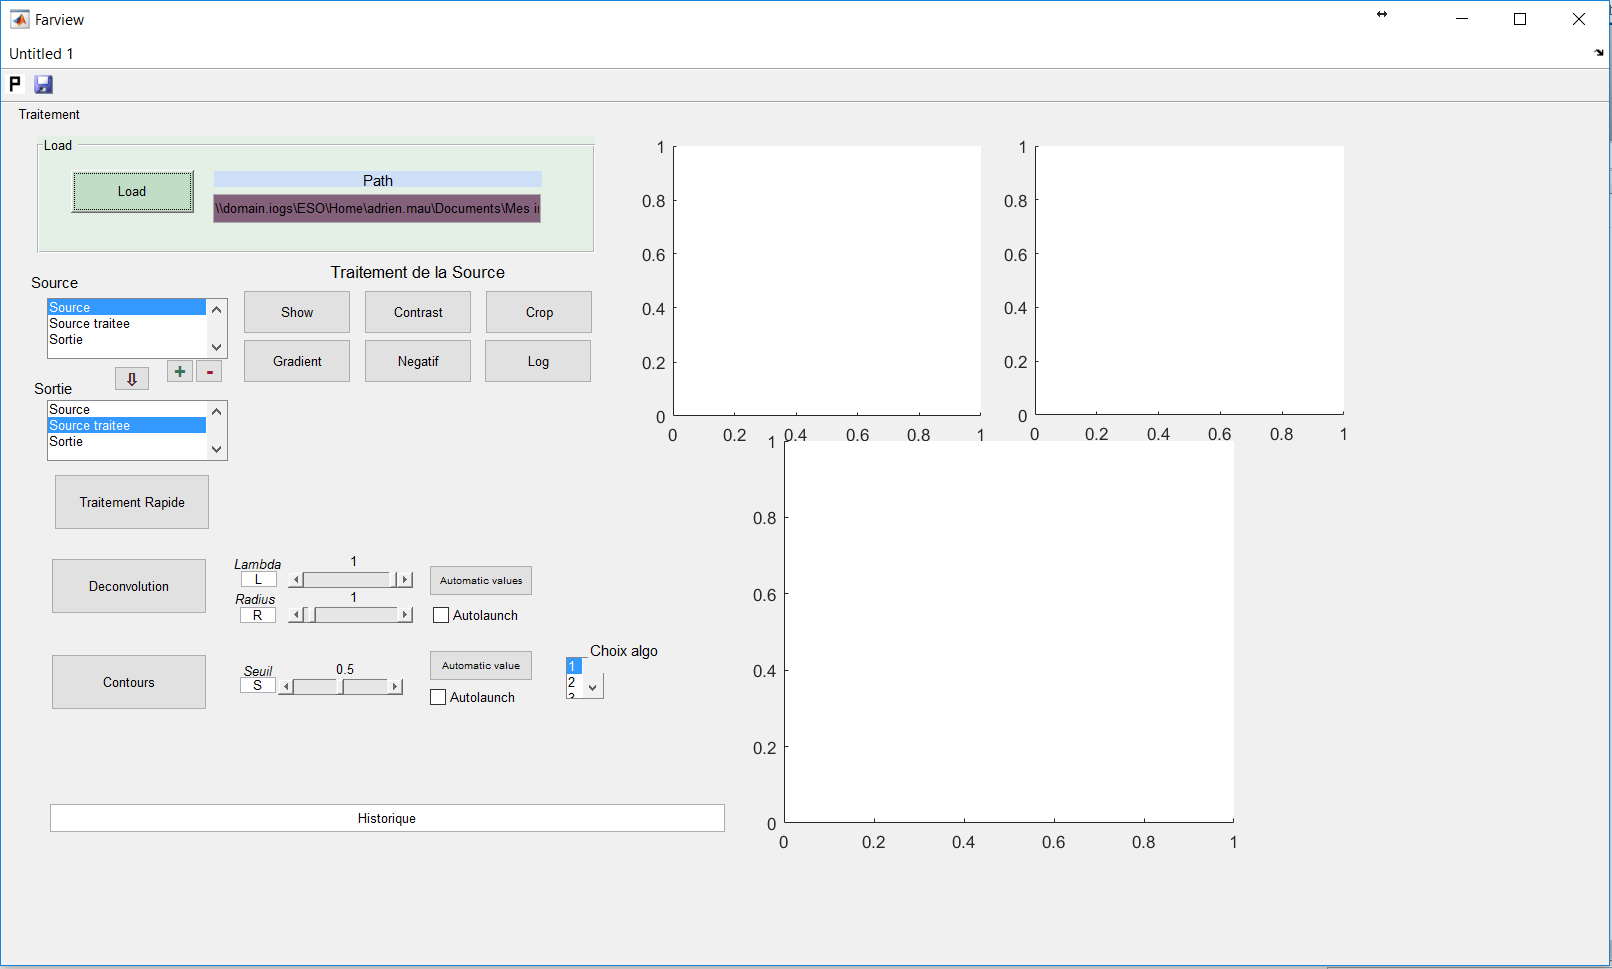 Farview
Untitled 1
P
Traitement
Load
Load
Path
\\domain.iogs\ESO\Home\adrien.mau\Documents\Mes i
Source
Source
Source traitee
Sortie
Traitement de la Source
Show
Contrast
Crop
Gradient
Negatif
Log
+
-
Sortie
Source
Source traitee
Sortie
Traitement Rapide
Deconvolution
Lambda
L
1
Radius
R
1
Automatic values
Autolaunch
Contours
Seuil
S
0.5
Automatic value
Autolaunch
Choix algo
1
2
3
Historique
1
0.8
0.6
0.4
0.2
0
0 0.2 0.4 0.6 0.8 1
1
0.8
0.6
0.4
0.2
0
0 0.2 0.4 0.6 0.8 1
1
0.8
0.6
0.4
0.2
0
0 0.2 0.4 0.6 0.8 1